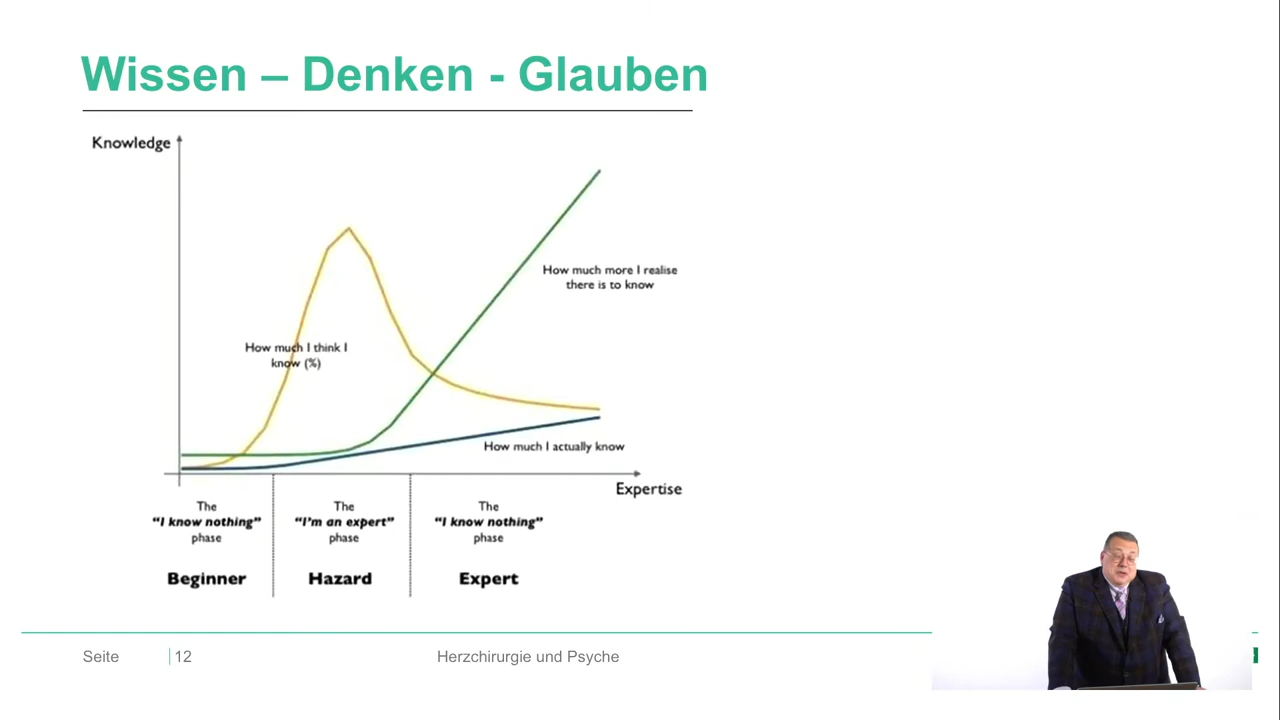 Wissen – Denken - Glauben
Knowledge
How much more I realise
there is to know
How much I think I
know (%)
How much I actually know
Expertise
The
“I know nothing”
phase
Beginner
The
“I’m an expert”
phase
Hazard
The
“I know nothing”
phase
Expert
Seite 12
Herzchirurgie und Psyche